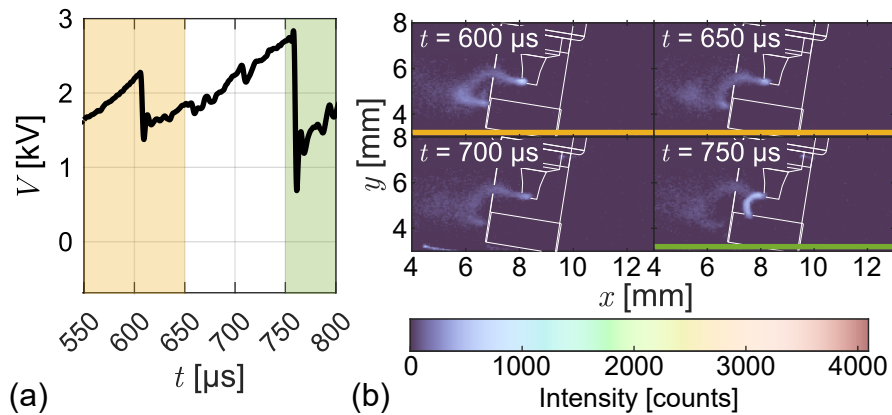 3
2
1
0
V [kV]
550
600
650
700
750
800
t [μs]
(a)
8
6
4
8
6
4
y [mm]
t = 600 μs
t = 650 μs
t = 700 μs
t = 750 μs
4 6 8 10 12 4 6 8 10 12
x [mm]
0 1000 2000 3000 4000
Intensity [counts]
(b)